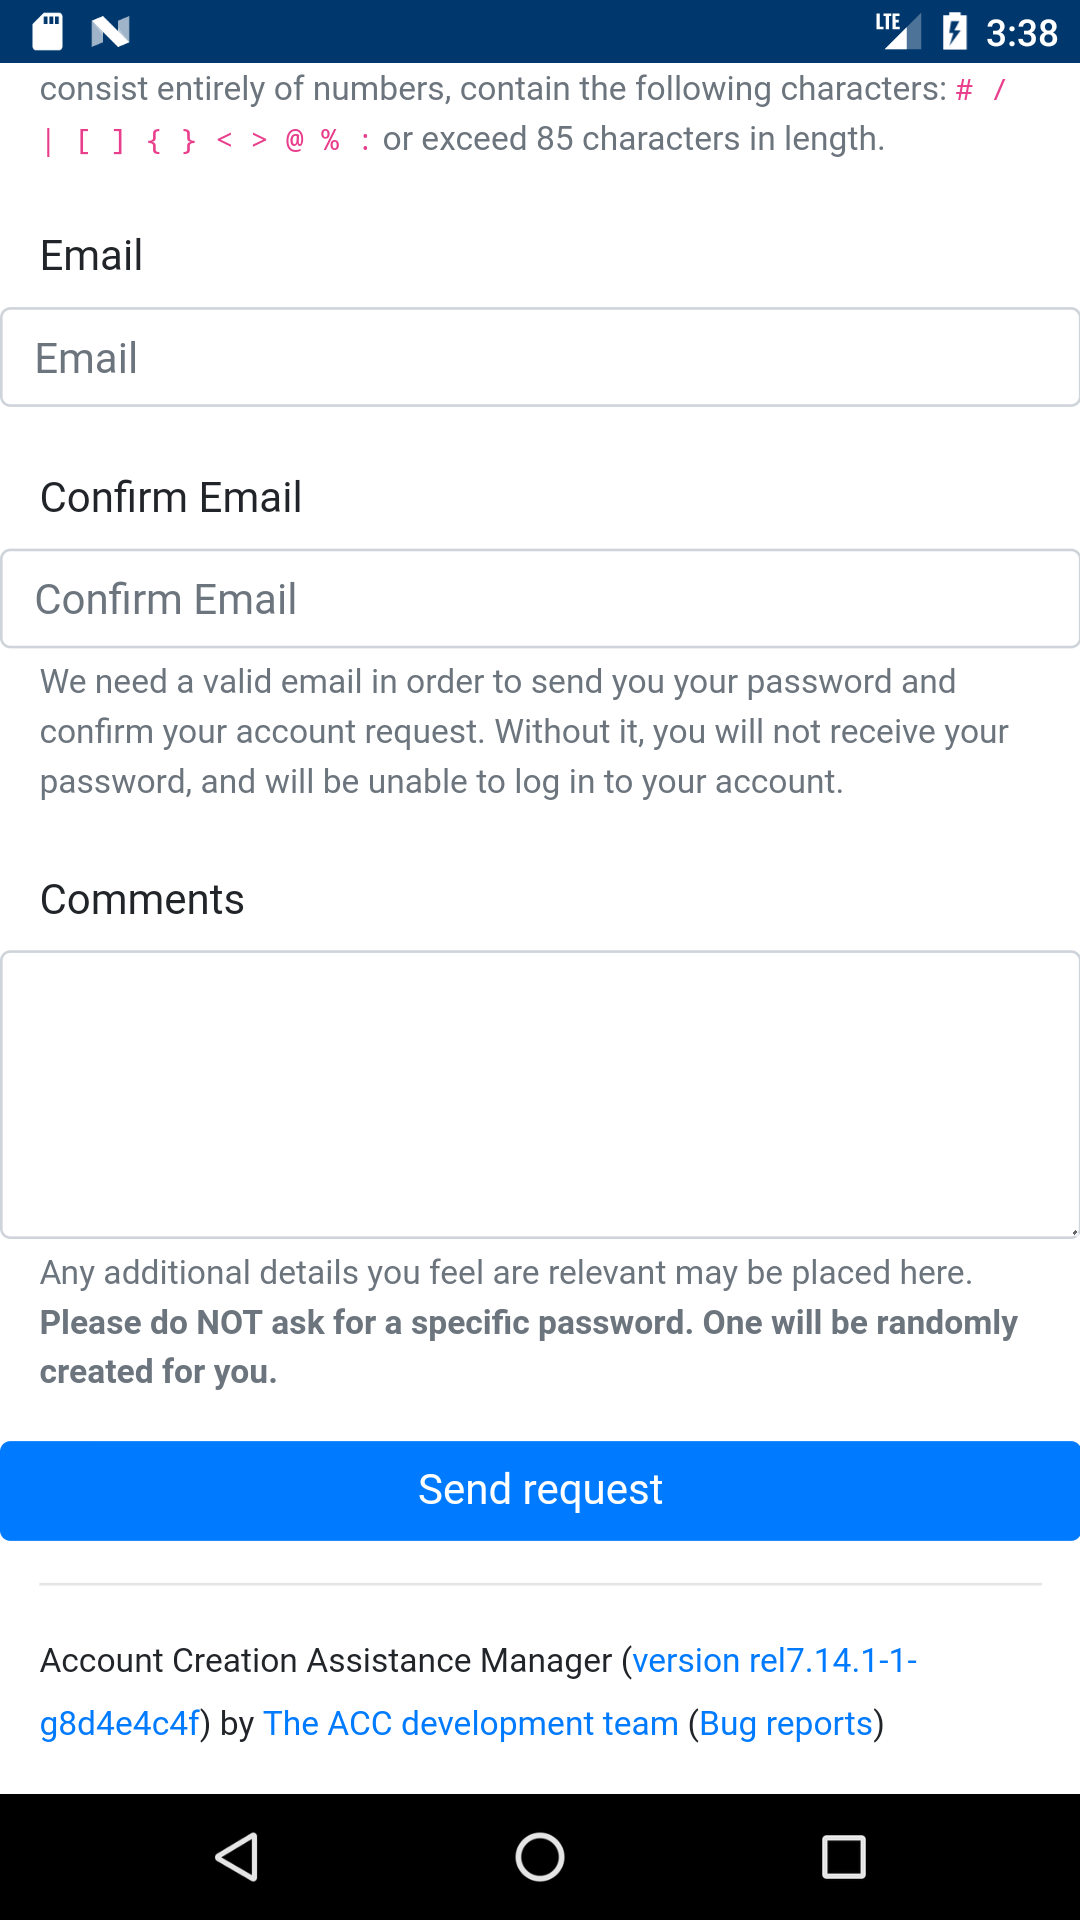 LTE 3:38
consist entirely of numbers, contain the following characters: # /
| [ ] { } < > @ % : or exceed 85 characters in length.
Email
Email
Confirm Email
Confirm Email
We need a valid email in order to send you your password and
confirm your account request. Without it, you will not receive your
password, and will be unable to log in to your account.
Comments
Any additional details you feel are relevant may be placed here.
Please do NOT ask for a specific password. One will be randomly
created for you.
Send request
Account Creation Assistance Manager (version rel7.14.1-1-
g8d4e4c4f) by The ACC development team (Bug reports)